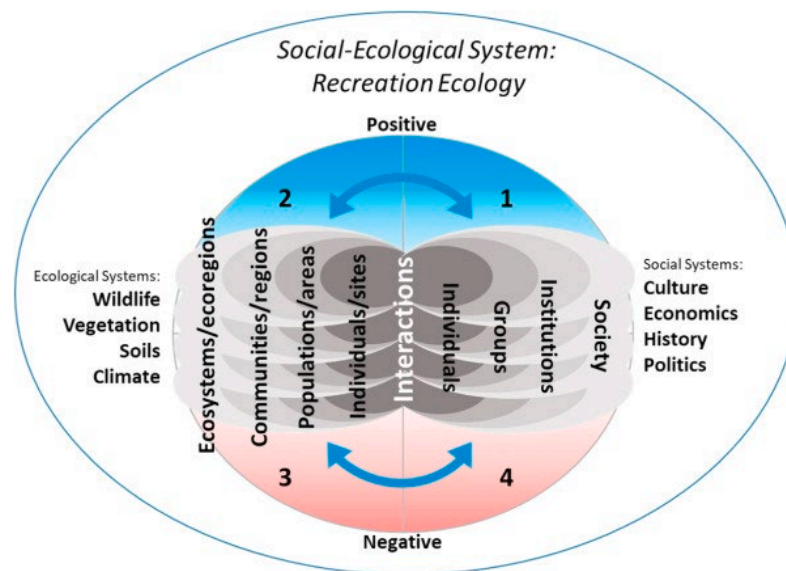 Social-Ecological System:
Recreation Ecology
Positive
2
1
Ecological Systems:
Wildlife
Vegetation
Soils
Climate
Ecosystems/ecoregions
Communities/regions
Populations/areas
Individuals/sites
Interactions
Individuals
Groups
Institutions
Society
Social Systems:
Culture
Economics
History
Politics
3
4
Negative